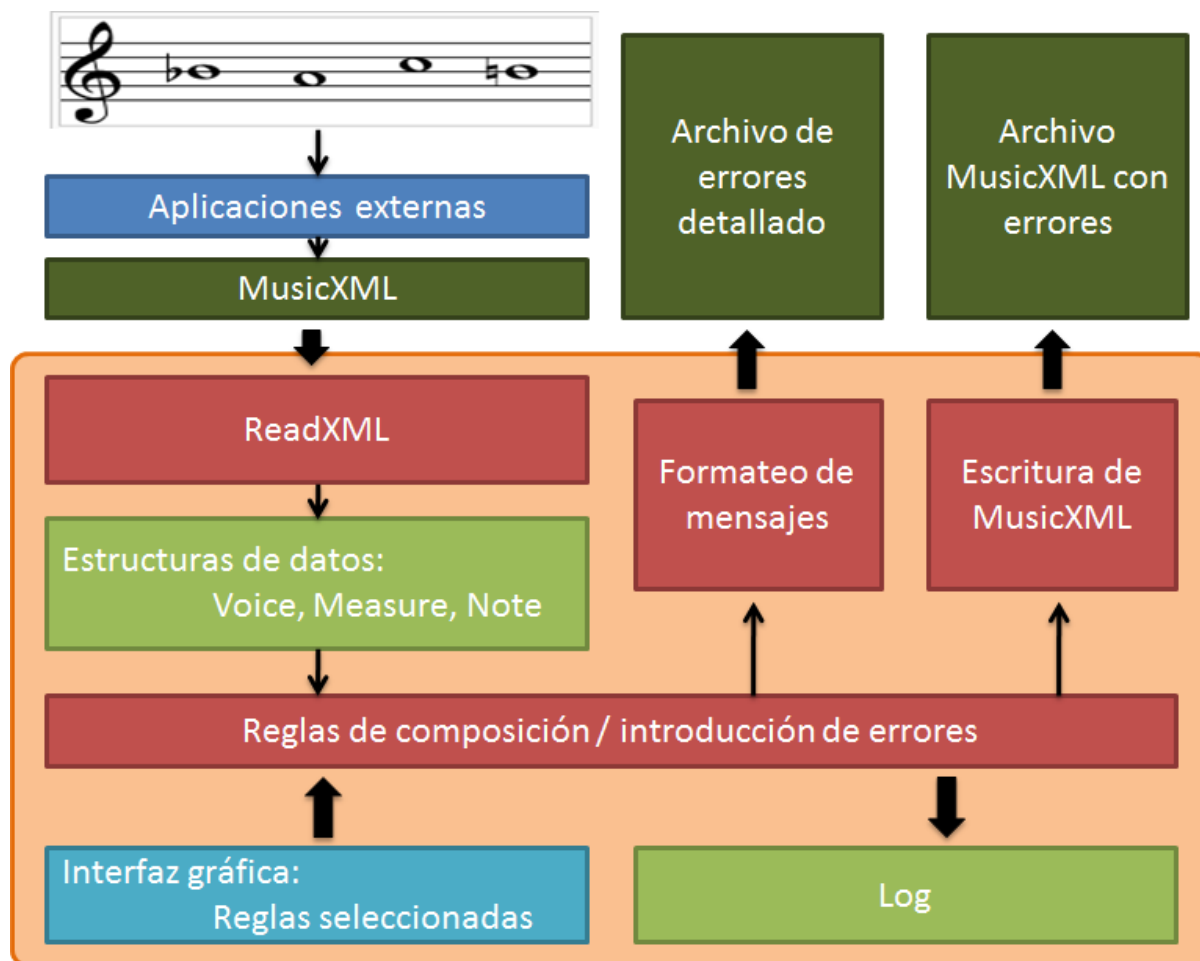 Aplicaciones externas
MusicXML
Archivo de
errores
detallado
Archivo
MusicXML con
errores
ReadXML
Estructuras de datos:
Voice, Measure, Note
Formateo de
mensajes
Escritura de
MusicXML
Reglas de composición / introducción de errores
Interfaz gráfica:
Reglas seleccionadas
Log